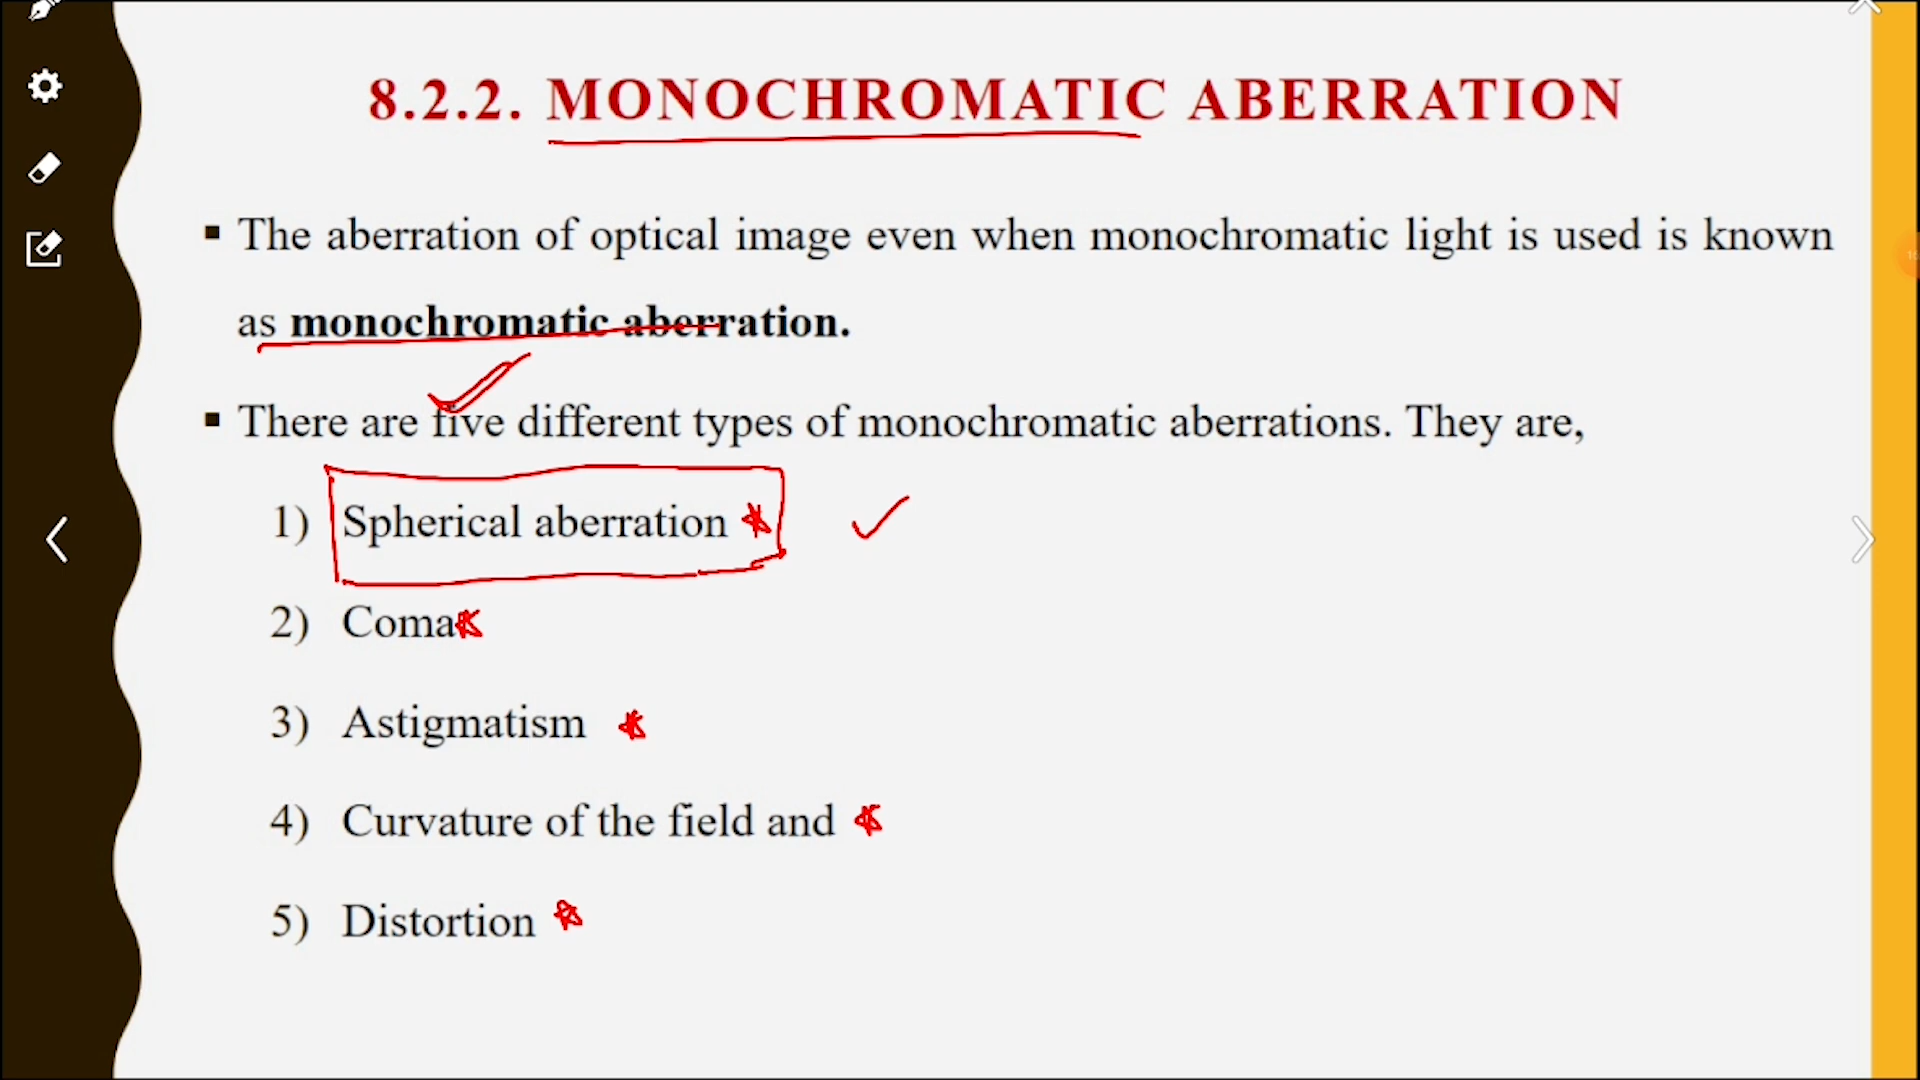 8.2.2. MONOCHROMATIC ABERRATION
▪ The aberration of optical image even when monochromatic light is used is known
as monochromatic aberration.
▪ There are five different types of monochromatic aberrations. They are,
1) Spherical aberration
2) Coma
3) Astigmatism
4) Curvature of the field and
5) Distortion